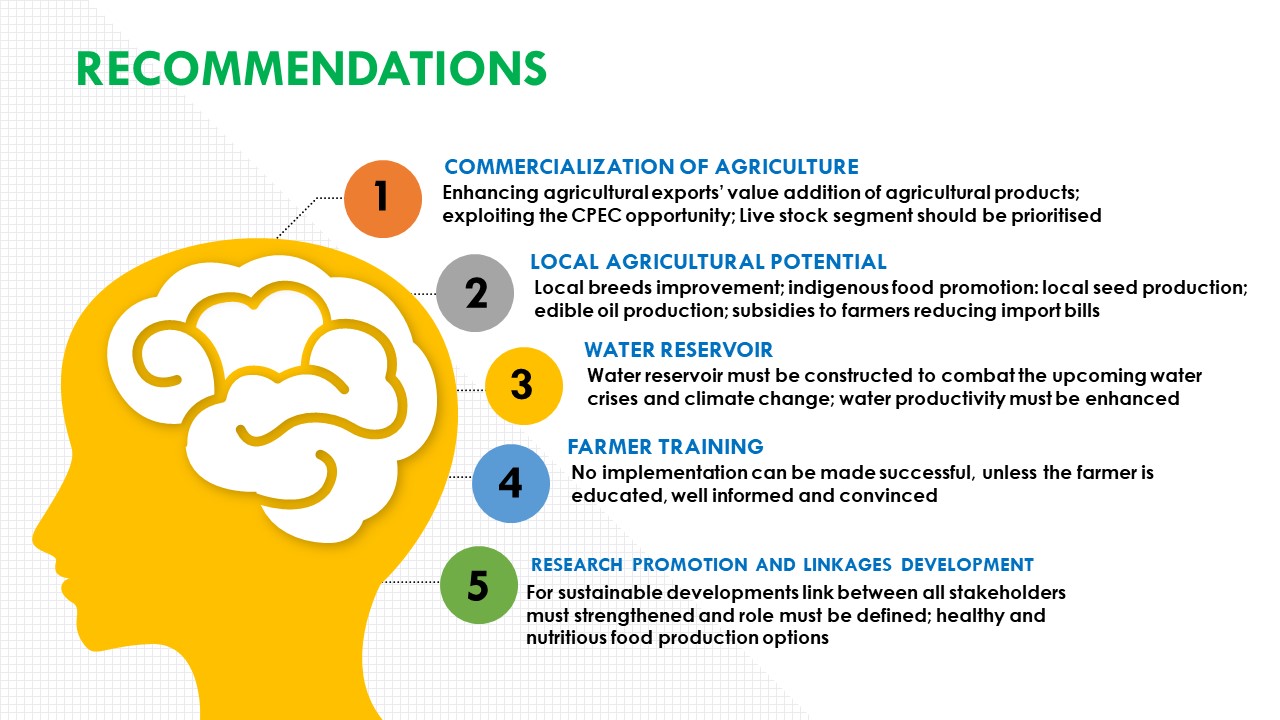 RECOMMENDATIONS
1
COMMERCIALIZATION OF AGRICULTURE
Enhancing agricultural exports’ value addition of agricultural products;
exploiting the CPEC opportunity; Live stock segment should be prioritised
2
LOCAL AGRICULTURAL POTENTIAL
Local breeds improvement; indigenous food promotion: local seed production;
edible oil production; subsidies to farmers reducing import bills
3
WATER RESERVOIR
Water reservoir must be constructed to combat the upcoming water
crises and climate change; water productivity must be enhanced
4
FARMER TRAINING
No implementation can be made successful, unless the farmer is
educated, well informed and convinced
5
RESEARCH PROMOTION AND LINKAGES DEVELOPMENT
For sustainable developments link between all stakeholders
must strengthened and role must be defined; healthy and
nutritious food production options